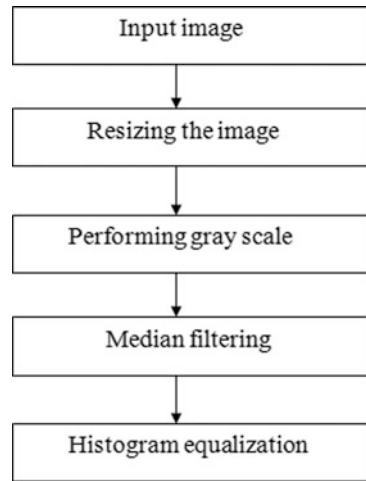 Input image
Resizing the image
Performing gray scale
Median filtering
Histogram equalization